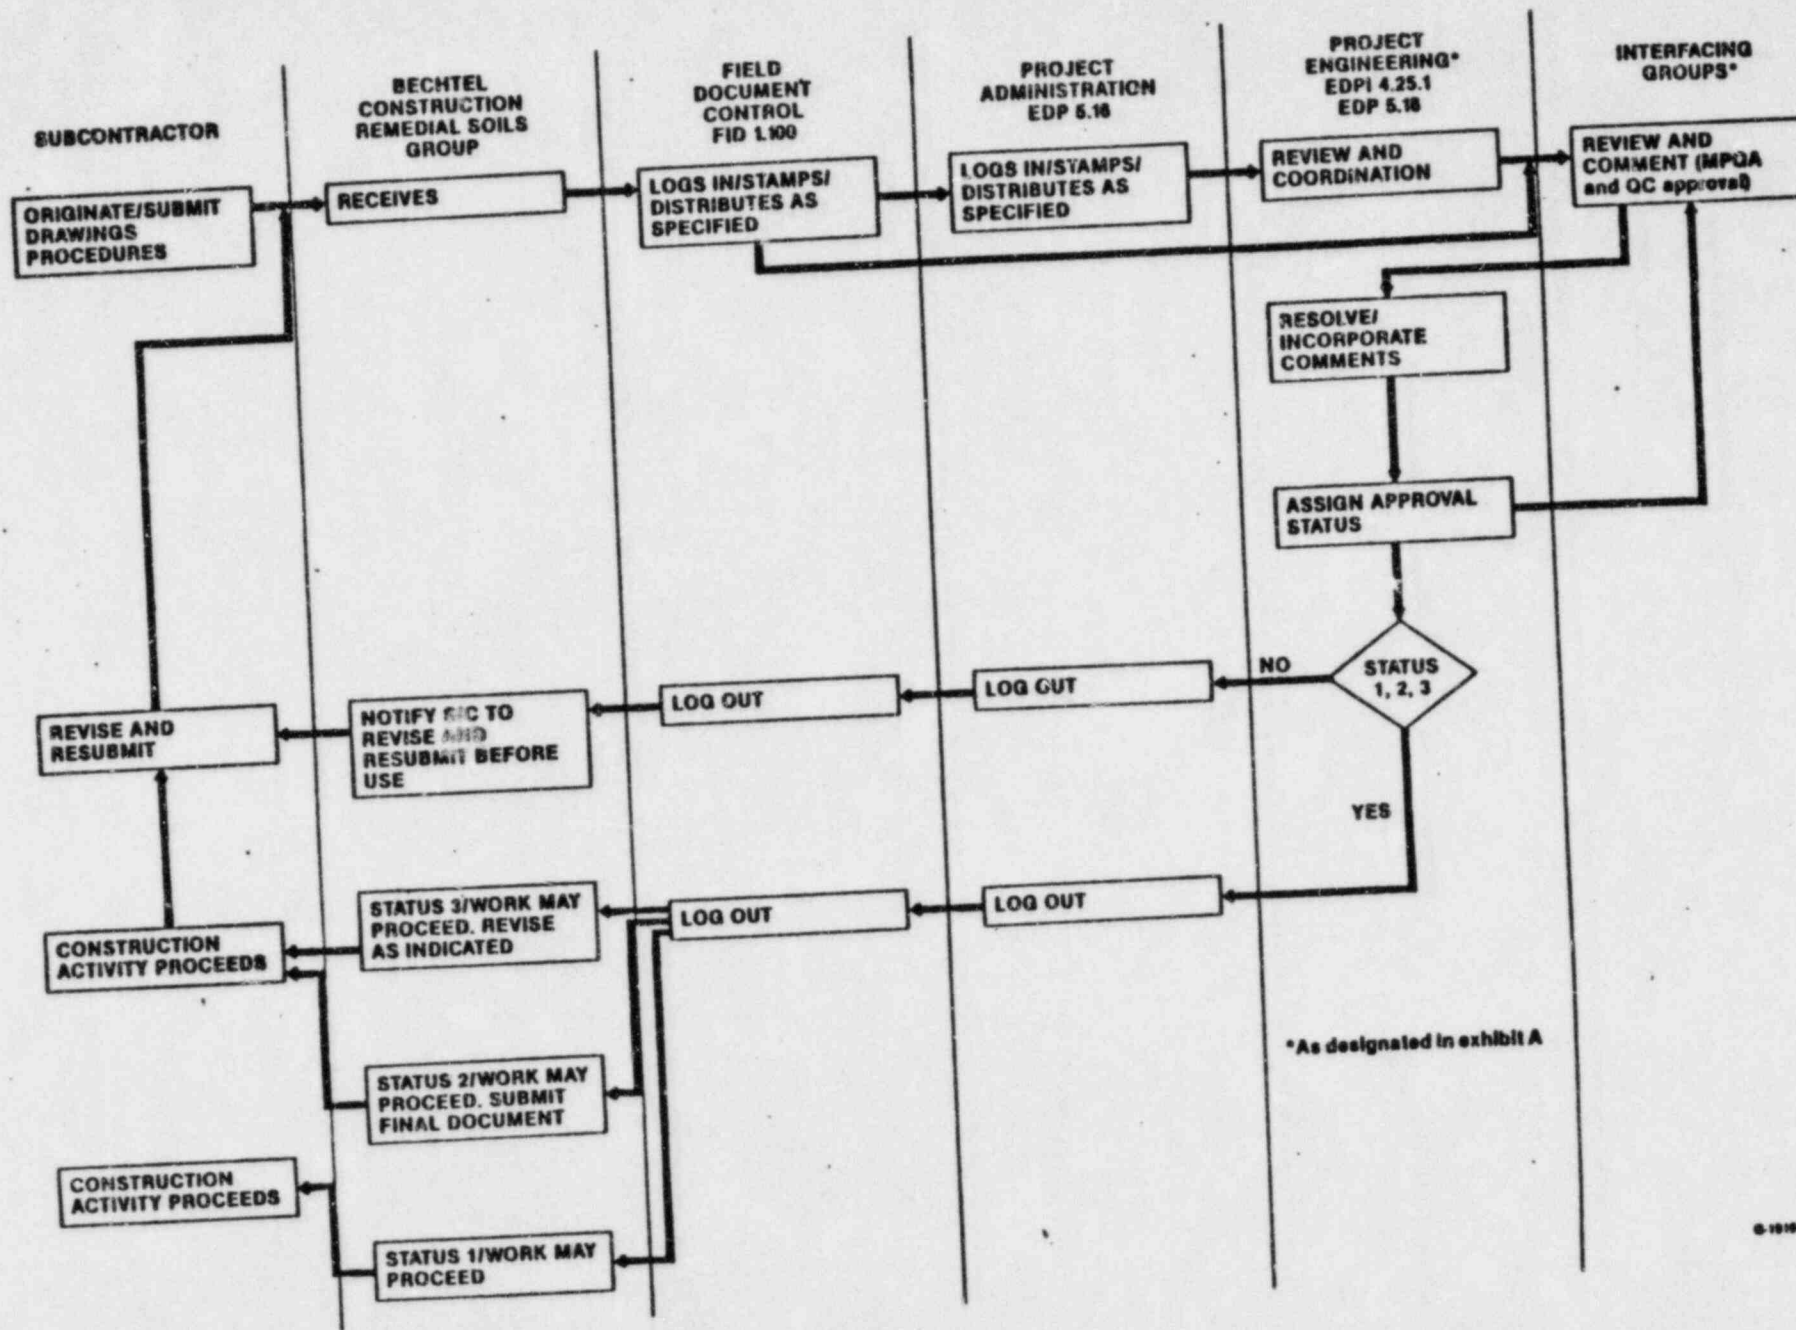 SUBCONTRACTOR
BECHTEL
CONSTRUCTION
REMEDIAL SOILS
GROUP
FIELD
DOCUMENT
CONTROL
FID 1.100
PROJECT
ADMINISTRATION
EDP 5.16
PROJECT
ENGINEERING*
EDPI 4.25.1
EDP 5.16
INTERFACING
GROUPS*
ORIGINATE/SUBMIT
DRAWINGS
PROCEDURES
RECEIVES
LOGS IN/STAMPS/
DISTRIBUTES AS
SPECIFIED
LOGS IN/STAMPS/
DISTRIBUTES AS
SPECIFIED
REVIEW AND
COORDINATION
REVIEW AND
COMMENT (MPQA
and QC approval)
RESOLVE/
INCORPORATE
COMMENTS
ASSIGN APPROVAL
STATUS
STATUS
1, 2, 3
NO
LOG OUT
LOG OUT
NOTIFY S/C TO
REVISE AND
RESUBMIT BEFORE
USE
REVISE AND
RESUBMIT
YES
LOG OUT
LOG OUT
STATUS 3/WORK MAY
PROCEED. REVISE
AS INDICATED
CONSTRUCTION
ACTIVITY PROCEEDS
STATUS 2/WORK MAY
PROCEED. SUBMIT
FINAL DOCUMENT
CONSTRUCTION
ACTIVITY PROCEEDS
STATUS 1/WORK MAY
PROCEED
*As designated in exhibit A